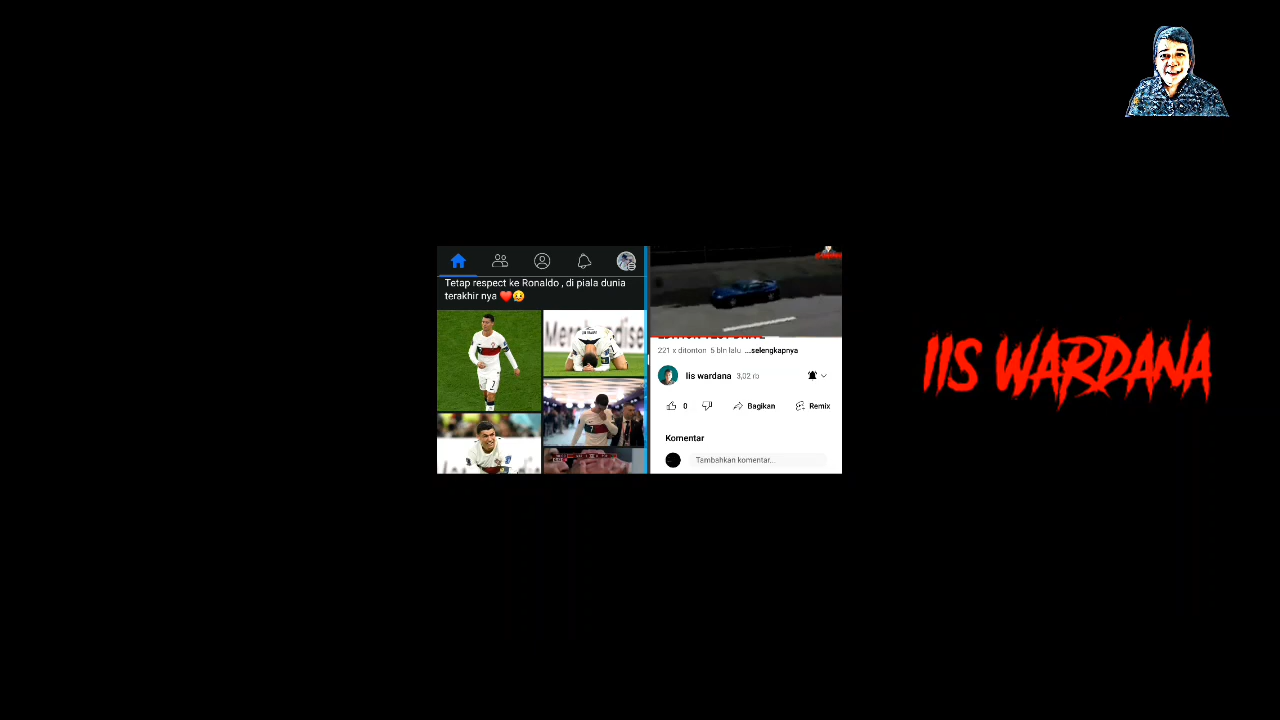 Tetap respect ke Ronaldo , di piala dunia
terakhir nya ❤️🥲
221 x ditonton 5 bln lalu ...selengkapnya
Iis wardana 3,02 rb
0 Bagikan Remix
Komentar
Tambahkan komentar...
IIS WARDANA